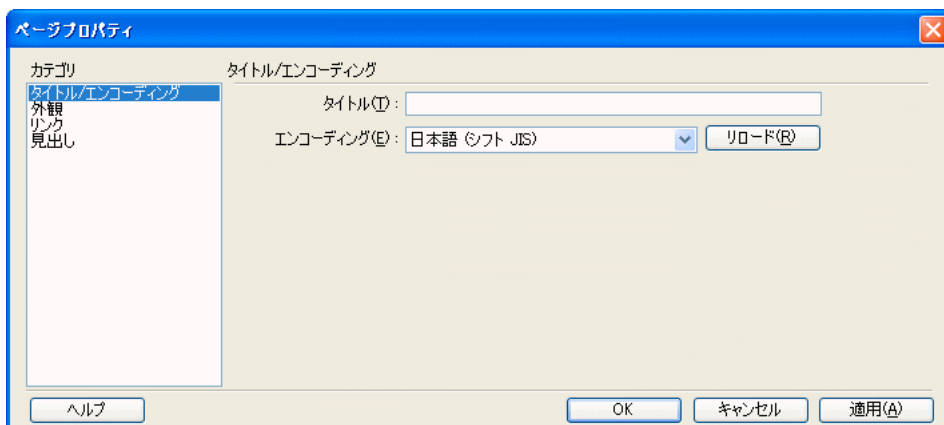 ページプロパティ
カテゴリ
タイトル/エンコーディング
外観
リンク
見出し
タイトル/エンコーディング
タイトル(T):
エンコーディング(E): 日本語 (シフト JIS) リロード(R)
ヘルプ OK キャンセル 適用(A)